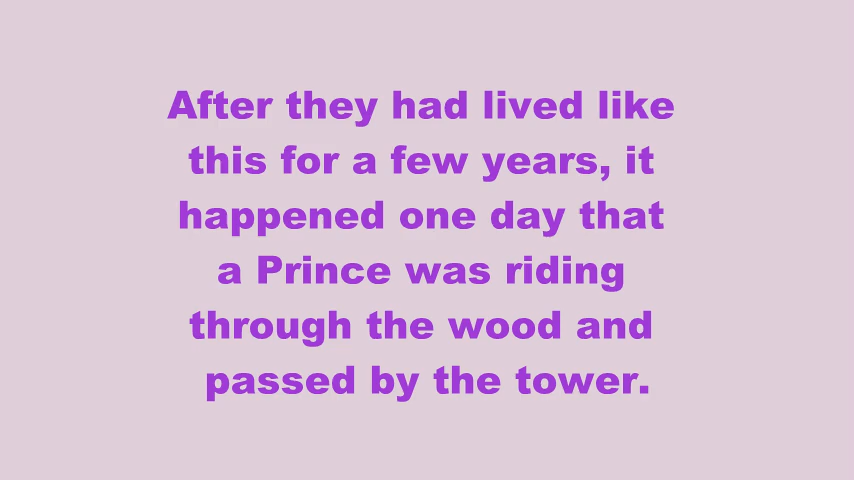 After they had lived like
this for a few years, it
happened one day that
a Prince was riding
through the wood and
passed by the tower.